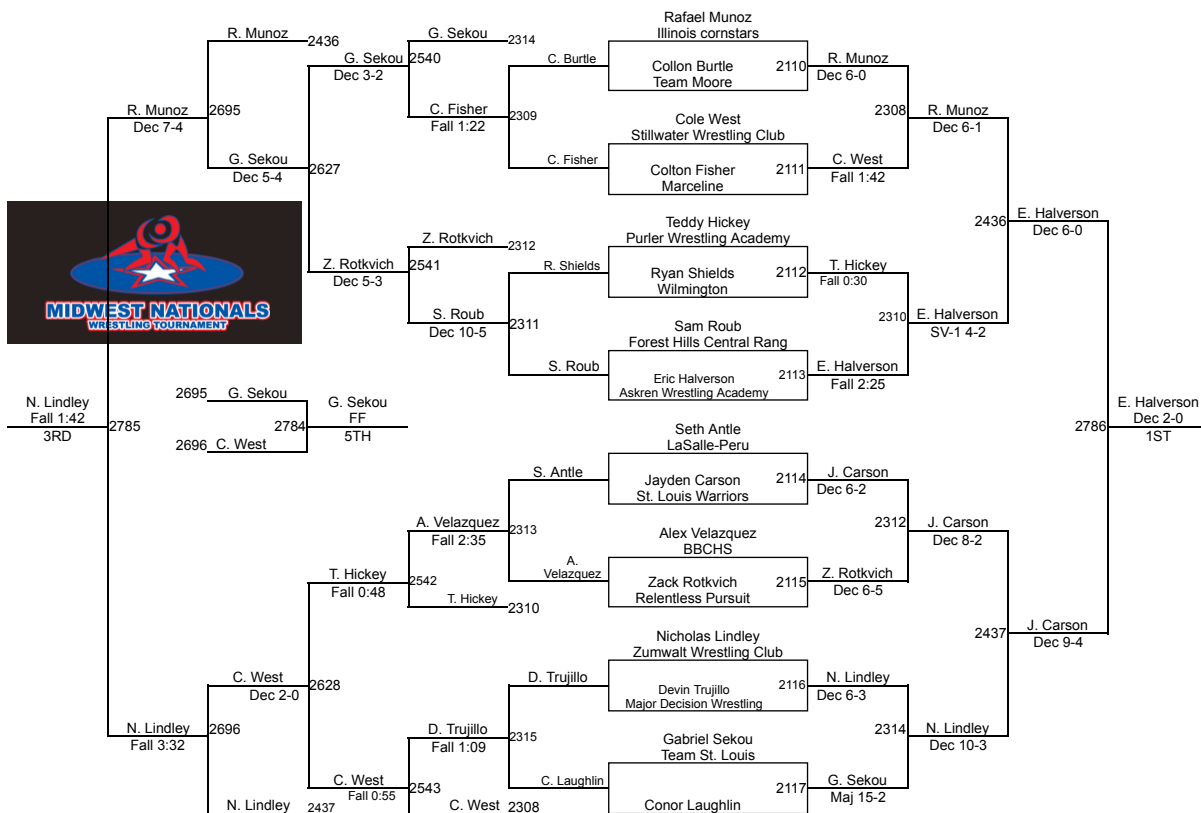 Rafael Munoz
Illinois cornstars
R. Munoz
2436
G. Sekou
2314
C. Burtle
Collon Burtle
Team Moore
2110
R. Munoz
Dec 6-0
G. Sekou
Dec 3-2
2540
R. Munoz
Dec 7-4
2695
C. Fisher
Fall 1:22
2309
Cole West
Stillwater Wrestling Club
2308
R. Munoz
Dec 6-1
G. Sekou
Dec 5-4
2627
C. Fisher
Colton Fisher
Marceline
2111
C. West
Fall 1:42
Teddy Hickey
Purler Wrestling Academy
2436
E. Halverson
Dec 6-0
Z. Rotkvich
2312
Z. Rotkvich
Dec 5-3
2541
R. Shields
Ryan Shields
Wilmington
2112
T. Hickey
Fall 0:30
MIDWEST NATIONALS
WRESTLING TOURNAMENT
S. Roub
Dec 10-5
2311
Sam Roub
Forest Hills Central Rang
2310
E. Halverson
SV-1 4-2
S. Roub
Eric Halverson
Askren Wrestling Academy
2113
E. Halverson
Fall 2:25
N. Lindley
Fall 1:42
3RD
2785
2695
G. Sekou
2784
G. Sekou
FF
5TH
2696
C. West
2786
E. Halverson
Dec 2-0
1ST
Seth Antle
LaSalle-Peru
S. Antle
Jayden Carson
St. Louis Warriors
2114
J. Carson
Dec 6-2
A. Velazquez
Fall 2:35
2313
Alex Velazquez
BBCHS
2312
J. Carson
Dec 8-2
T. Hickey
Fall 0:48
2542
A.
Velazquez
Zack Rotkvich
Relentless Pursuit
2115
Z. Rotkvich
Dec 6-5
T. Hickey
2310
Nicholas Lindley
Zumwalt Wrestling Club
2437
J. Carson
Dec 9-4
C. West
Dec 2-0
2628
D. Trujillo
Devin Trujillo
Major Decision Wrestling
2116
N. Lindley
Dec 6-3
N. Lindley
Fall 3:32
2696
D. Trujillo
Fall 1:09
2315
Gabriel Sekou
Team St. Louis
2314
N. Lindley
Dec 10-3
C. West
Fall 0:55
2543
C. Laughlin
Conor Laughlin
2117
G. Sekou
Maj 15-2
N. Lindley
2437
C. West
2308